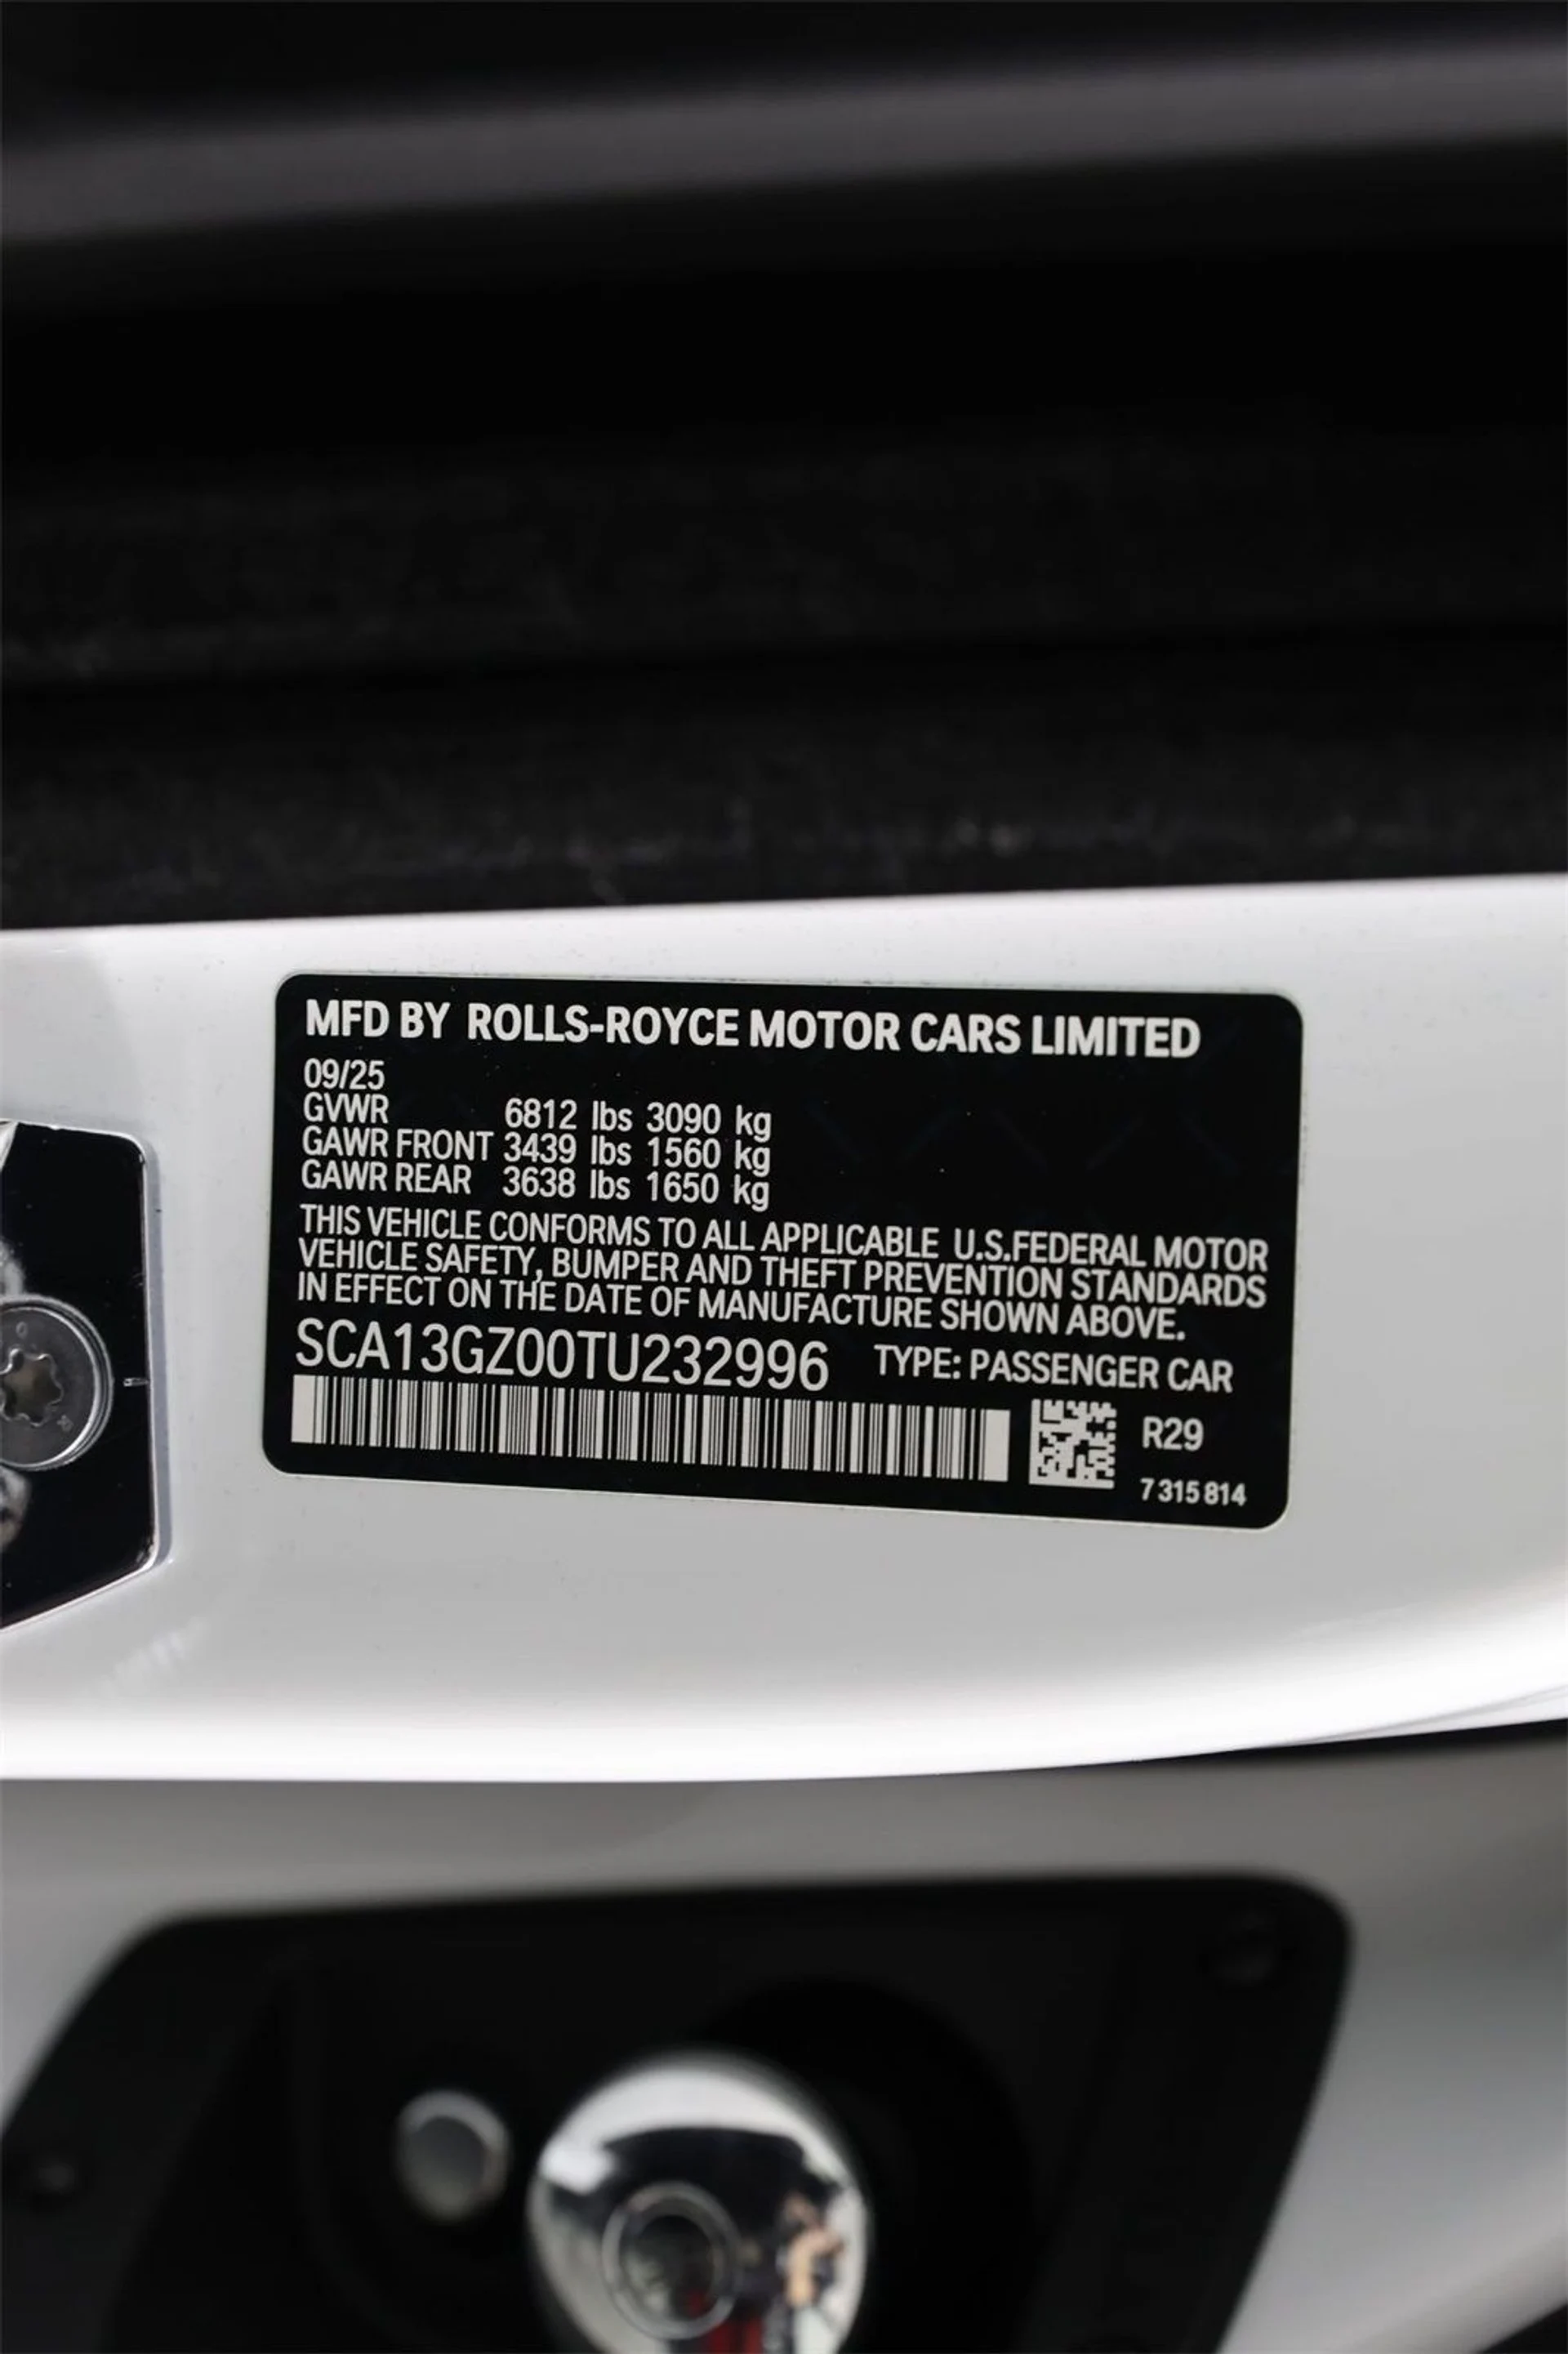 MFD BY ROLLS-ROYCE MOTOR CARS LIMITED
09/25
GVWR 6812 lbs 3090 kg
GAWR FRONT 3439 lbs 1560 kg
GAWR REAR 3638 lbs 1650 kg
THIS VEHICLE CONFORMS TO ALL APPLICABLE U.S.FEDERAL MOTOR
VEHICLE SAFETY, BUMPER AND THEFT PREVENTION STANDARDS
IN EFFECT ON THE DATE OF MANUFACTURE SHOWN ABOVE.
SCA13GZ00TU232996 TYPE: PASSENGER CAR
R29
7 315 814